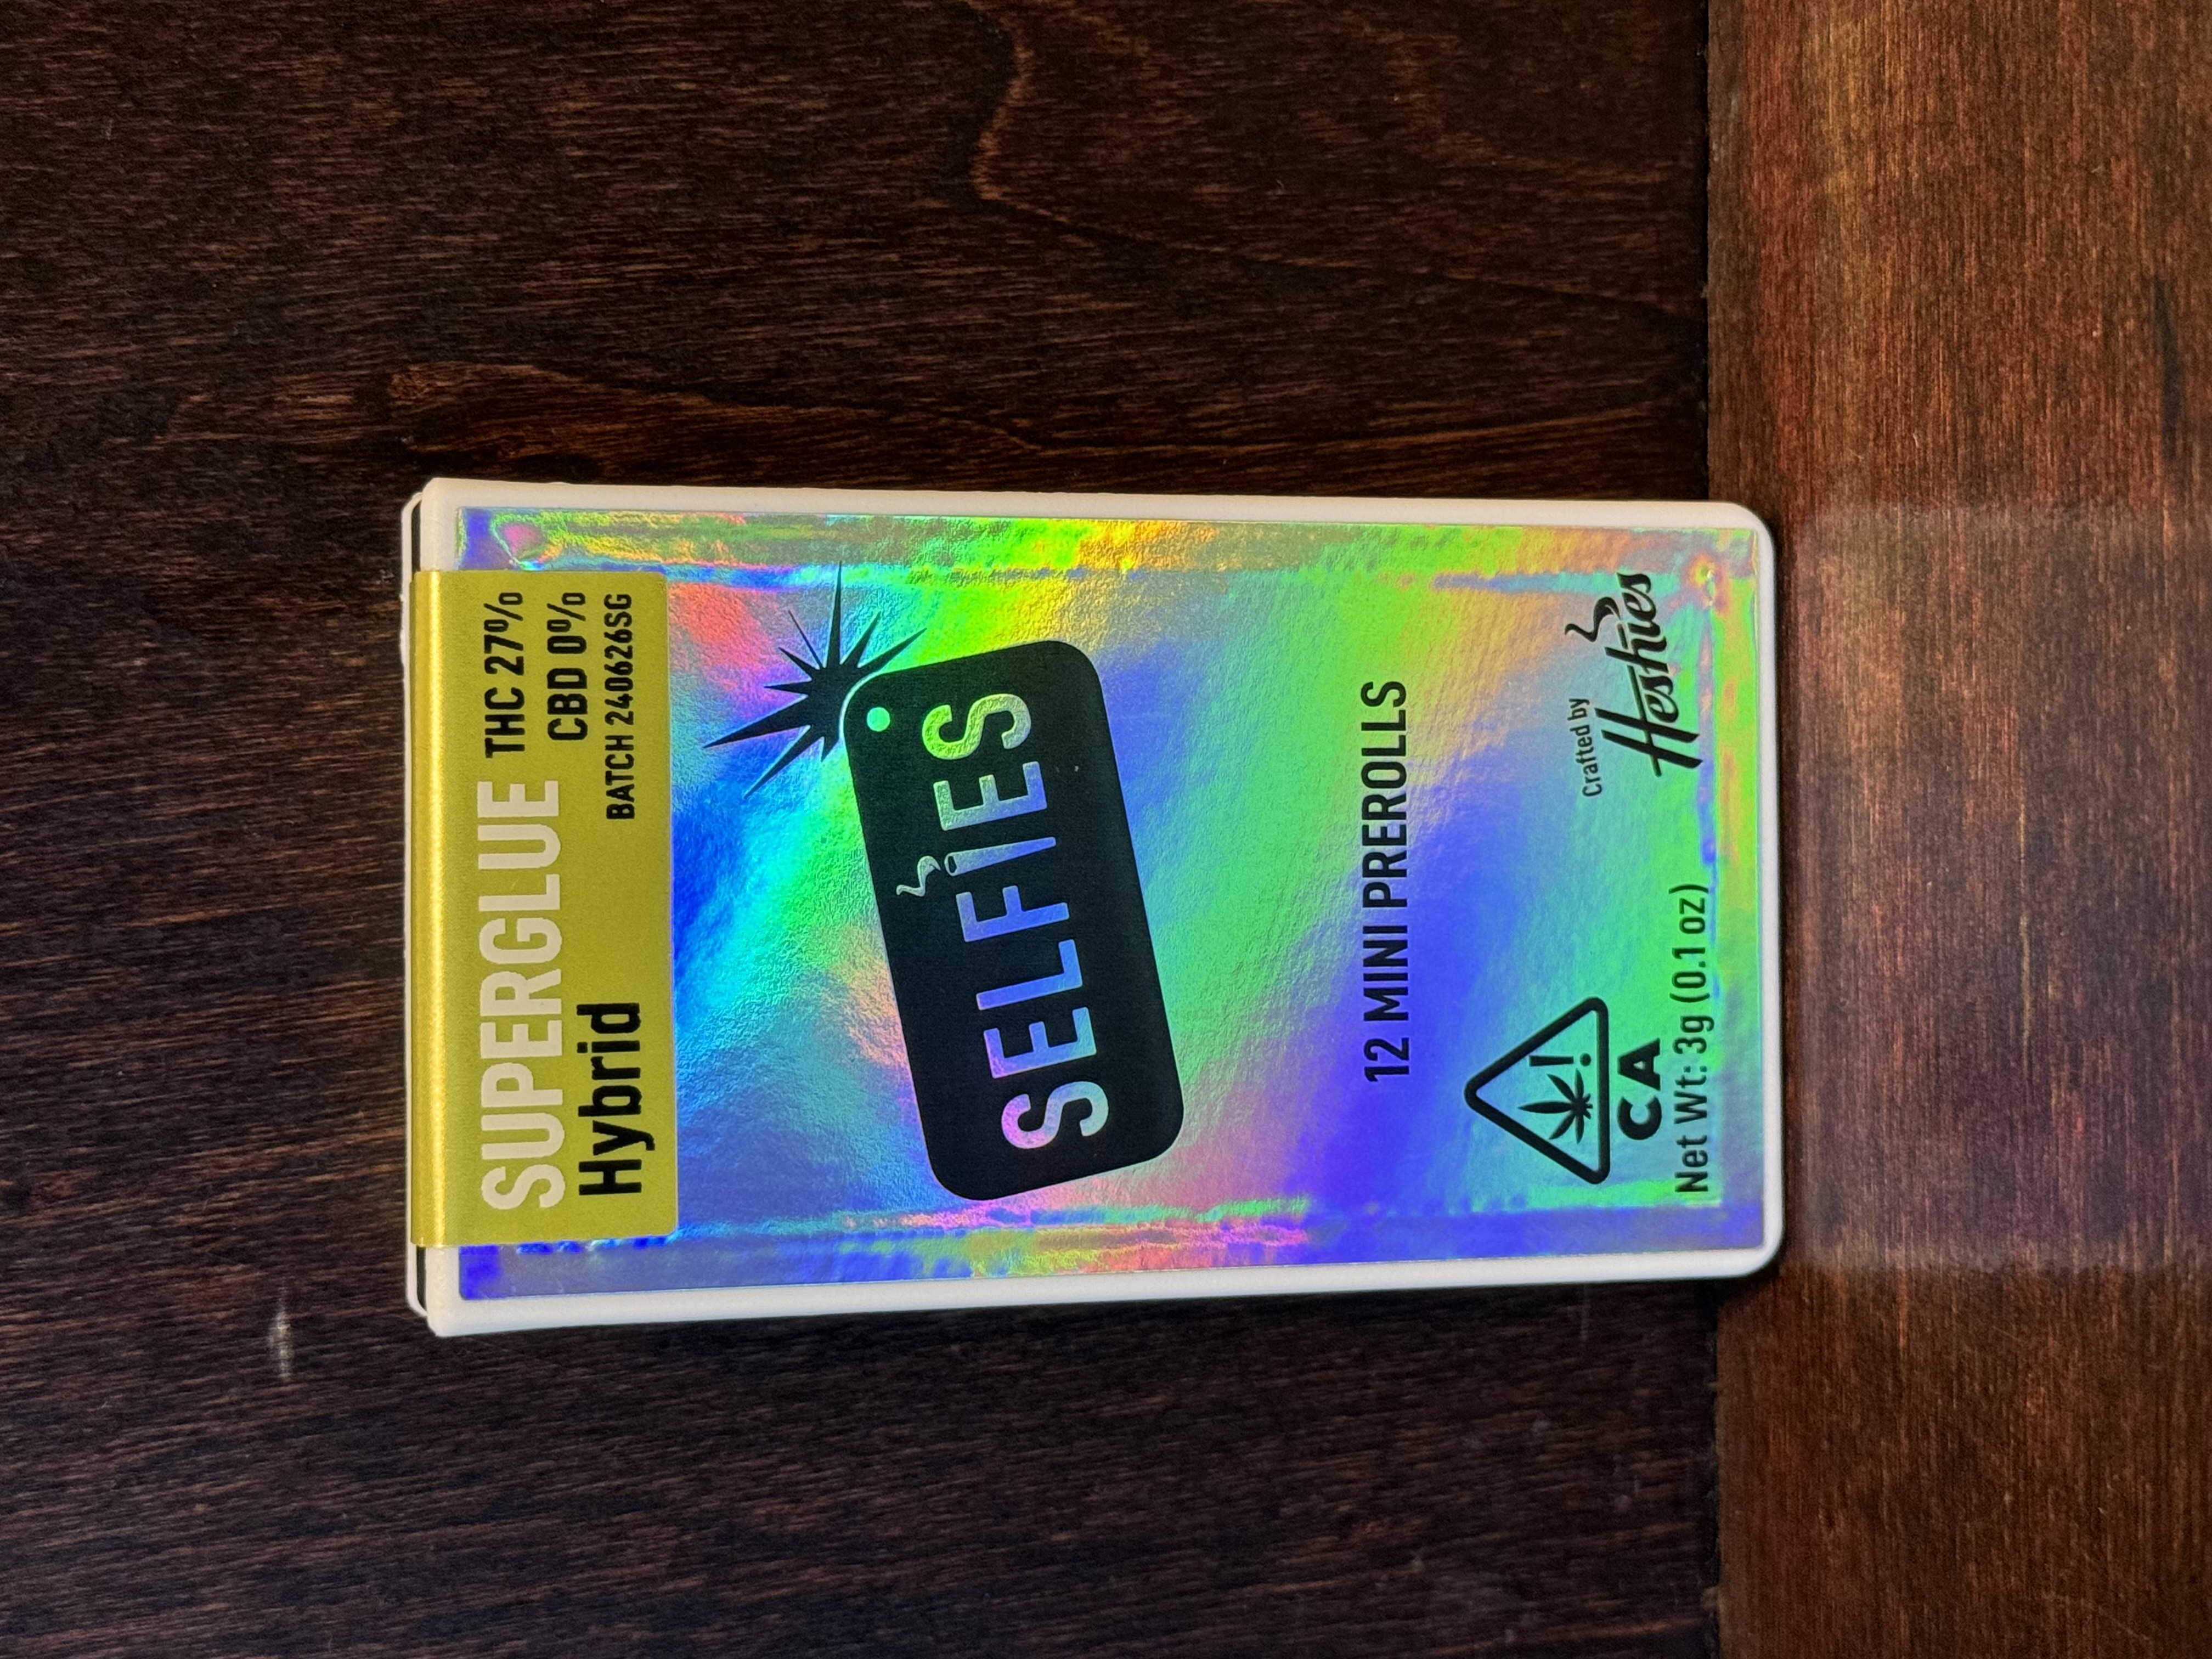 SUPERGLUE
Hybrid
THC 27%
CBD 0%
BATCH 240626SG
SELFIES
12 MINI PREROLLS
CA
Net Wt: 3g (0.1 oz)
Crafted by
Heshies